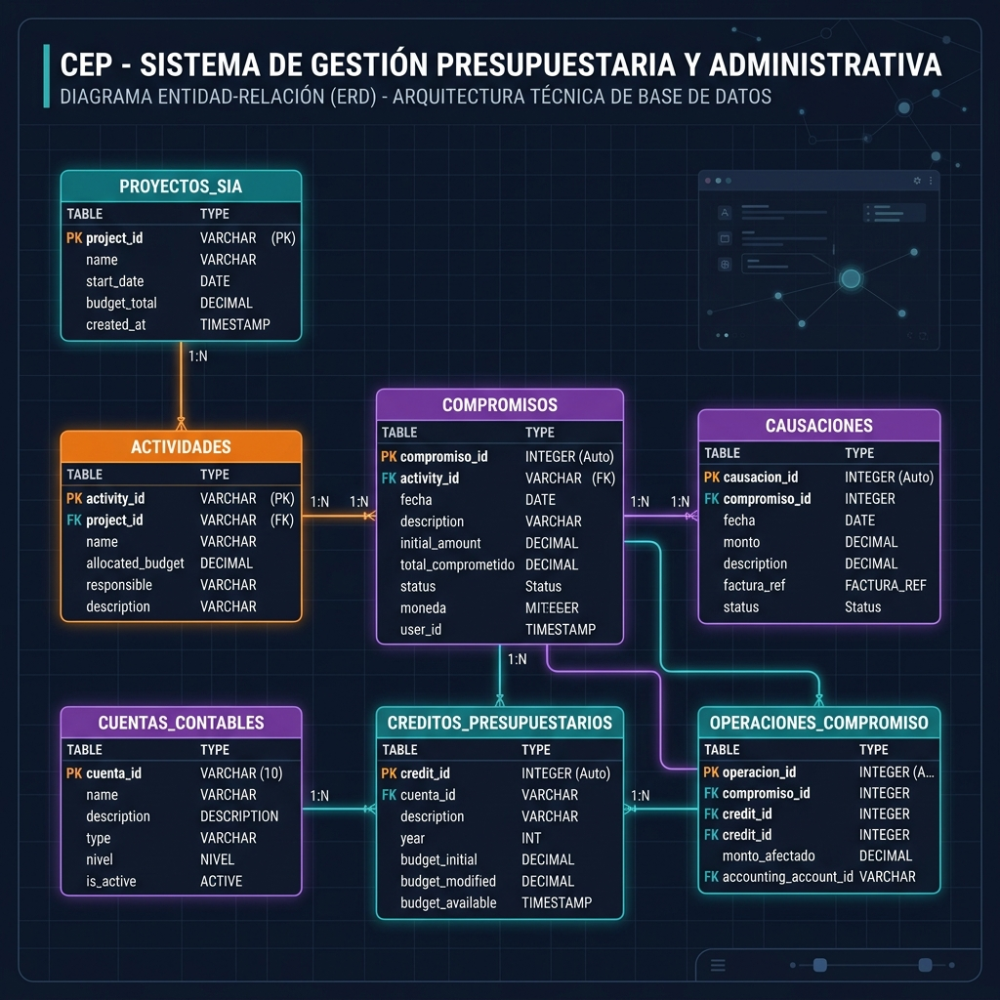 CEP - SISTEMA DE GESTIÓN PRESUPUESTARIA Y ADMINISTRATIVA
DIAGRAMA ENTIDAD-RELACIÓN (ERD) - ARQUITECTURA TÉCNICA DE BASE DE DATOS
PROYECTOS_SIA
TABLE TYPE
PK project_id VARCHAR (PK)
name VARCHAR
start_date DATE
budget_total DECIMAL
created_at TIMESTAMP
1:N
ACTIVIDADES
TABLE TYPE
PK activity_id VARCHAR (PK)
FK project_id VARCHAR (FK)
name VARCHAR
allocated_budget DECIMAL
responsible VARCHAR
description VARCHAR
1:N 1:N
COMPROMISOS
TABLE TYPE
PK compromiso_id INTEGER (Auto)
FK activity_id VARCHAR (FK)
fecha DATE
description VARCHAR
initial_amount DECIMAL
total_comprometido DECIMAL
status Status
moneda MITEEER
user_id TIMESTAMP
1:N 1:N
1:N
CAUSACIONES
TABLE TYPE
PK causacion_id INTEGER (Auto)
FK compromiso_id INTEGER
fecha DATE
monto DECIMAL
description DECIMAL
factura_ref FACTURA_REF
status Status
CUENTAS_CONTABLES
TABLE TYPE
PK cuenta_id VARCHAR (10)
name VARCHAR
description DESCRIPTION
type VARCHAR
nivel NIVEL
is_active ACTIVE
1:N
CREDITOS_PRESUPUESTARIOS
TABLE TYPE
PK credit_id INTEGER (Auto)
FK cuenta_id VARCHAR
description VARCHAR
year INT
budget_initial DECIMAL
budget_modified DECIMAL
budget_available TIMESTAMP
1:N
OPERACIONES_COMPROMISO
TABLE TYPE
PK operacion_id INTEGER (A...
FK compromiso_id INTEGER
FK credit_id INTEGER
FK credit_id INTEGER
monto_afectado DECIMAL
FK accounting_account_id VARCHAR